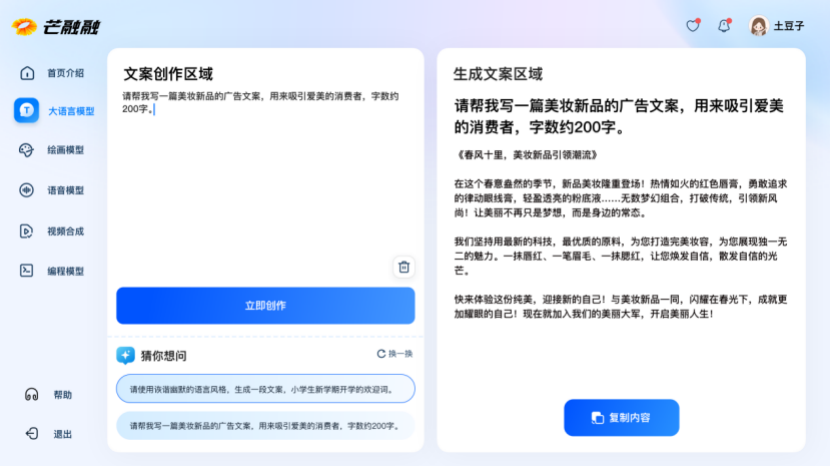 芒融融
土豆子
首页介绍
大语言模型
绘画模型
语音模型
视频合成
编程模型
帮助
退出
文案创作区域
请帮我写一篇美妆新品的广告文案，用来吸引爱美的消费者，字数约
200字。
立即创作
猜你想问
换一换
请使用诙谐幽默的语言风格，生成一段文案，小学生新学期开学的欢迎词。
请帮我写一篇美妆新品的广告文案，用来吸引爱美的消费者，字数约200字。
生成文案区域
请帮我写一篇美妆新品的广告文案，用来吸引爱美
的消费者，字数约200字。
《春风十里，美妆新品引领潮流》
在这个春意盎然的季节，新品美妆隆重登场！热情如火的红色唇膏，勇敢追求
的律动眼线膏，轻盈透亮的粉底液……无数梦幻组合，打破传统，引领新风
尚！让美丽不再只是梦想，而是身边的常态。
我们坚持用最新的科技，最优质的原料，为您打造完美妆容，为您展现独一无
二的魅力。一抹唇红、一笔眉毛、一抹腮红，让您焕发自信，散发自信的光
芒。
快来体验这份纯美，迎接新的自己！与美妆新品一同，闪耀在春光下，成就更
加耀眼的自己！现在就加入我们的美丽大军，开启美丽人生！
复制内容